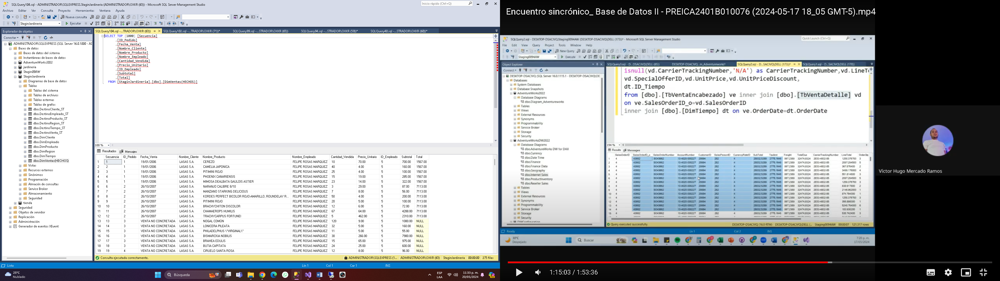 SQLQuery104.sql - ADMINISTRADOR\SQLEXPRESS.StaginJardineria (ADMINISTRADOR\OXKR (63)) - Microsoft SQL Server Management Studio
Inicio rápido (Ctrl+Q)
Archivo Editar Ver Consulta Proyecto Herramientas Ventana Ayuda
Nueva consulta
StaginJardineria
Ejecutar
Explorador de objetos
Conectar
ADMINISTRADOR\SQLEXPRESS (SQL Server 16.0.1000 - AD
Bases de datos
Bases de datos del sistema
Instantáneas de bases de datos
AdventureWorks2022
jardineria
Stagin09AW
StaginJardineria
Diagramas de base de datos
Tablas
Tablas del sistema
Tablas de archivos
Tablas externas
Tablas de grafos
dbo.DestinoCliente_ST
dbo.DestinoEmpleado_ST
dbo.DestinoProducto_ST
dbo.DestinoRegion_ST
dbo.DestinoTiempo_ST
dbo.DestinoVenta_ST
dbo.DimCliente
dbo.DimEmpleado
dbo.DimProducto
dbo.DimRegion
dbo.DimTiempo
dbo.DimVentas(HECHOS)
Vistas
Recursos externos
Sinónimos
Programación
Almacén de consultas
Service Broker
Almacenamiento
Seguridad
tienda
Seguridad
Objetos de servidor
Replicación
Administración
Generador de eventos XEvent
SQLQuery104.sql -...TRADOR\OXKR (63)) SQLQuery102.sql -...TRADOR\OXKR (71))* SQLQuery99.sql -...STRADOR\OXKR (65)) SQLQuery94.sql -...STRADOR\OXKR (59))* SQLQuery40.sql -...STRADOR\OXKR (60))*
SELECT TOP (1000) [Secuencia]
,[ID_Pedido]
,[Fecha_Venta]
,[Nombre_Cliente]
,[Nombre_Producto]
,[Nombre_Empleado]
,[Cantidad_Vendida]
,[Precio_Unitario]
,[ID_Empleado]
,[Subtotal]
,[Total]
FROM [StaginJardineria].[dbo].[DimVentas(HECHOS)]
100 %
Resultados Mensajes
Secuencia ID_Pedido Fecha_Venta Nombre_Cliente Nombre_Producto Nombre_Empleado Cantidad_Vendida Precio_Unitario ID_Empleado Subtotal Total
1 1 1 19/01/2006 LASAS S.A. CEREZO FELIPE ROSAS MARQUEZ 10 70.00 5 700.00 1567.00
2 2 1 19/01/2006 LASAS S.A. CAMELIA JAPONICA FELIPE ROSAS MARQUEZ 40 4.00 5 160.00 1567.00
3 3 1 19/01/2006 LASAS S.A. PITIMINI ROJO FELIPE ROSAS MARQUEZ 25 4.00 5 100.00 1567.00
4 4 1 19/01/2006 LASAS S.A. PHOENIX CANARIENSIS FELIPE ROSAS MARQUEZ 15 19.00 5 285.00 1567.00
5 5 1 19/01/2006 LASAS S.A. MIMOSA DEALBATA GAULOIS ASTIER FELIPE ROSAS MARQUEZ 23 14.00 5 322.00 1567.00
6 6 2 26/10/2007 LASAS S.A. NARANJO CALIBRE 8/10 FELIPE ROSAS MARQUEZ 3 29.00 5 87.00 7113.00
7 7 2 26/10/2007 LASAS S.A. MANZANO STARKING DELICIOUS FELIPE ROSAS MARQUEZ 7 8.00 5 56.00 7113.00
8 8 2 26/10/2007 LASAS S.A. KORDES PERFECT BICOLOR ROJO-AMARILLO, ROUNDELAY R... FELIPE ROSAS MARQUEZ 50 4.00 5 200.00 7113.00
9 9 2 26/10/2007 LASAS S.A. PITIMINI ROJO FELIPE ROSAS MARQUEZ 20 5.00 5 100.00 7113.00
10 10 2 26/10/2007 LASAS S.A. BRACHYCHITON DISCOLOR FELIPE ROSAS MARQUEZ 12 6.00 5 72.00 7113.00
11 11 2 26/10/2007 LASAS S.A. CHAMAEROPS HUMILIS FELIPE ROSAS MARQUEZ 67 64.00 5 4288.00 7113.00
12 12 2 26/10/2007 LASAS S.A. TRACHYCARPUS FORTUNEI FELIPE ROSAS MARQUEZ 5 462.00 5 2310.00 7113.00
13 13 3 VENTA NO CONCRETADA LASAS S.A. NOGAL COMÚN FELIPE ROSAS MARQUEZ 120 9.00 5 1080.00 NULL
14 14 3 VENTA NO CONCRETADA LASAS S.A. LONICERA PILEATA FELIPE ROSAS MARQUEZ 32 5.00 5 160.00 NULL
15 15 3 VENTA NO CONCRETADA LASAS S.A. PHILADELPHUS \"VIRGINAL\" FELIPE ROSAS MARQUEZ 11 5.00 5 55.00 NULL
16 16 3 VENTA NO CONCRETADA LASAS S.A. BISMARCKIA NOBILIS FELIPE ROSAS MARQUEZ 30 266.00 5 7980.00 NULL
17 17 3 VENTA NO CONCRETADA LASAS S.A. BRAHEA EDULIS FELIPE ROSAS MARQUEZ 15 65.00 5 975.00 NULL
18 18 3 VENTA NO CONCRETADA LASAS S.A. BUTIA CAPITATA FELIPE ROSAS MARQUEZ 24 25.00 5 600.00 NULL
19 19 4 VENTA NO CONCRETADA LASAS S.A. CIRUELO SANTA ROSA FELIPE ROSAS MARQUEZ 12 8.00 5 96.00 NULL
Consulta ejecutada correctamente. ADMINISTRADOR\SQLEXPRESS (1... ADMINISTRADOR\OXKR (63) StaginJardineria 00:00:00 275 filas
Listo Lín 1 Col 1 Car 1 INS
25°C
Nublado
Búsqueda
ESP
LAA
11:33 p. m.
20/05/2024
Encuentro sincrónico_ Base de Datos II - PREICA2401B010076 (2024-05-17 18_05 GMT-5).mp4
SQLQuery2.sql - DESKTOP-DSACJVQ.Staging0094AW (DESKTOP-DSACJVQ\DELL (173))* - Microsoft SQL Server Management Studio
Quick Launch (Ctrl+Q)
File Edit View Query Project Tools Window Help
New Query
Staging0094AW
Execute
Object Explorer
Connect
DESKTOP-DSACJVQ (SQL Server 16.0.1115.1 - DESKTOP-DSACJVQ\DE
Databases
System Databases
Database Snapshots
AdventureWorks2022
Database Diagrams
dbo.Diagram_Adventureworks
Tables
Views
External Resources
Synonyms
Programmability
Service Broker
Storage
Security
AdventureWorksDW2022
Database Diagrams
dbo.AdventureWorks DW for DAX
dbo.Currency
dbo.Date Time
dbo.Finance
dbo.Finance Data
dbo.Geography
dbo.Internet Sales
dbo.ProductInventory
dbo.Reseller Sales
Tables
Views
External Resources
Synonyms
Programmability
Service Broker
Storage
Security
DWConfiguration
SQLQuery3.sql - D...SACJVQ\DELL (85)) DESKTOP-DSACJVQ...m_Adventureworks* SQLQuery2.sql - D...SACJVQ\DELL (173))* SQLQuery1.sql - D...SACJVQ\DELL (170))
isnull(vd.CarrierTrackingNumber,'N/A') as CarrierTrackingNumber,vd.LineTo
vd.SpecialOfferID,vd.UnitPrice,vd.UnitPriceDiscount,
dt.ID_Tiempo
from [dbo].[TbVentaEncabezado] ve inner join [dbo].[TbVentaDetalle] vd
on ve.SalesOrderID_o=vd.SalesOrderID
inner join [dbo].[DimTiempo] dt on ve.OrderDate=dt.OrderDate
194 %
Results Messages
SalesOrderID SalesOrderID_o SalesOrderNumber AccountNumber CustomerID SalesPersonID CurrencyRateID SubTotal TaxAmt Freight TotalDue CarrierTrackingNumber LineTotal OrderQty
Query executed successfully. DESKTOP-DSACJVQ (16.0 RTM) DESKTOP-DSACJVQ\DELL (... Staging0094AW 00:00:07 121.317 rows
Ready Ln 1 Col 2 INS
30°C
Despejado
Buscar
7:20 p. m.
17/05/2024
Víctor Hugo Mercado Ramos
1:15:03 / 1:53:36